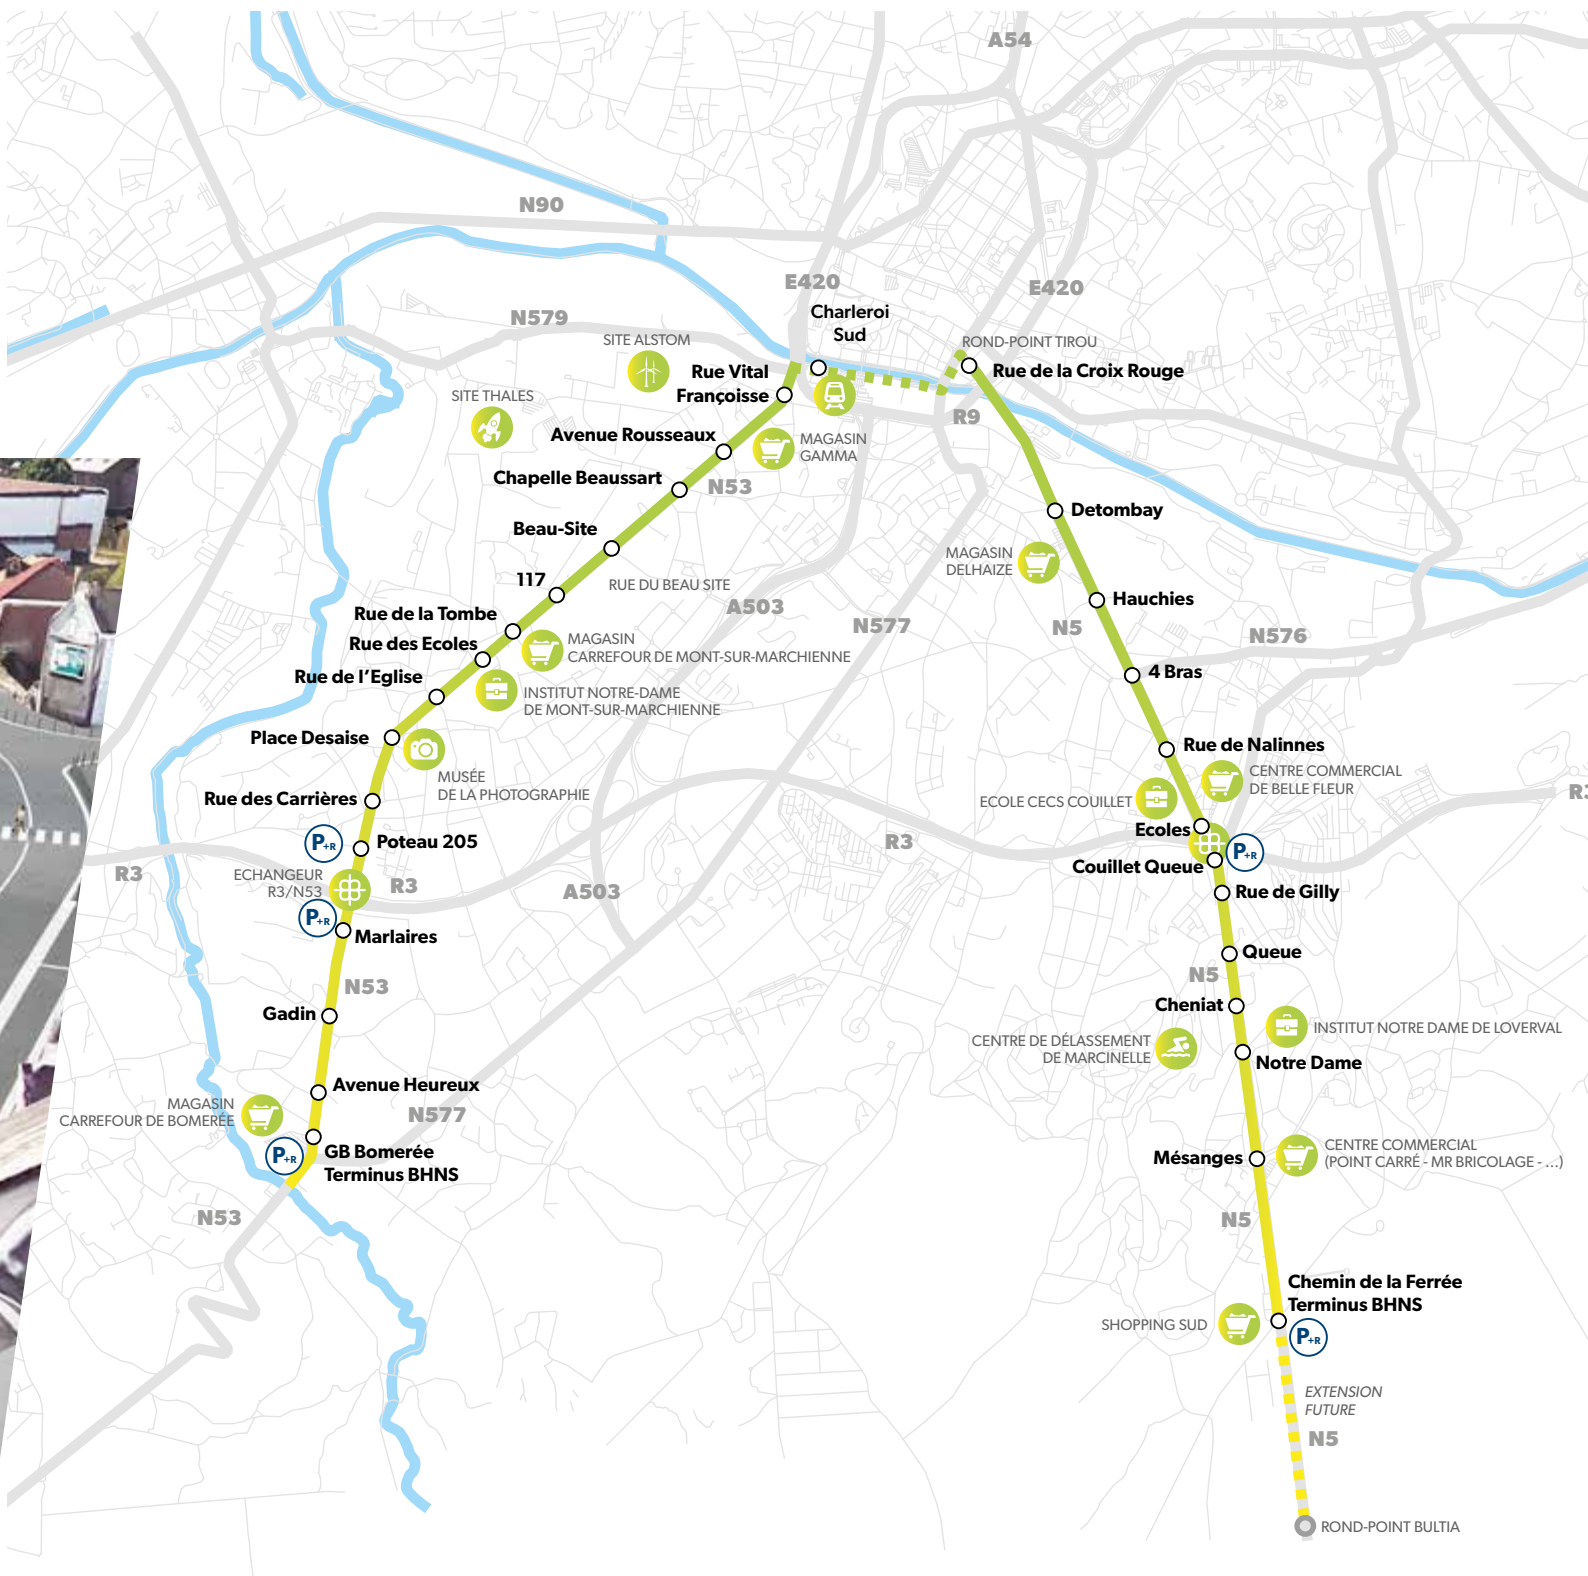 A54
N90
E420
E420
N579
Charleroi
Sud
SITE ALSTOM
ROND-POINT TIROU
Rue Vital
Françoisse
Rue de la Croix Rouge
SITE THALES
R9
Avenue Rousseaux
MAGASIN
GAMMA
Chapelle Beaussart
N53
Detombay
Beau-Site
MAGASIN
DELHAIZE
117
RUE DU BEAU SITE
Hauchies
A503
Rue de la Tombe
N577
N5
N576
Rue des Ecoles
MAGASIN
CARREFOUR DE MONT-SUR-MARCHIENNE
Rue de l'Eglise
4 Bras
INSTITUT NOTRE-DAME
DE MONT-SUR-MARCHIENNE
Place Desaise
Rue de Nalinnes
MUSÉE
DE LA PHOTOGRAPHIE
CENTRE COMMERCIAL
DE BELLE FLEUR
Rue des Carrières
ECOLE CECS COUILLET
Ecoles
P+R
Poteau 205
R3
P+R
Couillet Queue
R3
ECHANGEUR
R3/N53
R3
A503
Rue de Gilly
P+R
Marlaires
Queue
N53
N5
Gadin
Cheniat
INSTITUT NOTRE DAME DE LOVERVAL
CENTRE DE DÉLASSEMENT
DE MARCINELLE
Notre Dame
Avenue Heureux
MAGASIN
CARREFOUR DE BOMERÉE
N577
P+R
GB Bomerée
Terminus BHNS
Mésanges
CENTRE COMMERCIAL
(POINT CARRÉ - MR BRICOLAGE - ...)
N53
N5
Chemin de la Ferrée
Terminus BHNS
SHOPPING SUD
P+R
EXTENSION
FUTURE
N5
ROND-POINT BULTIA